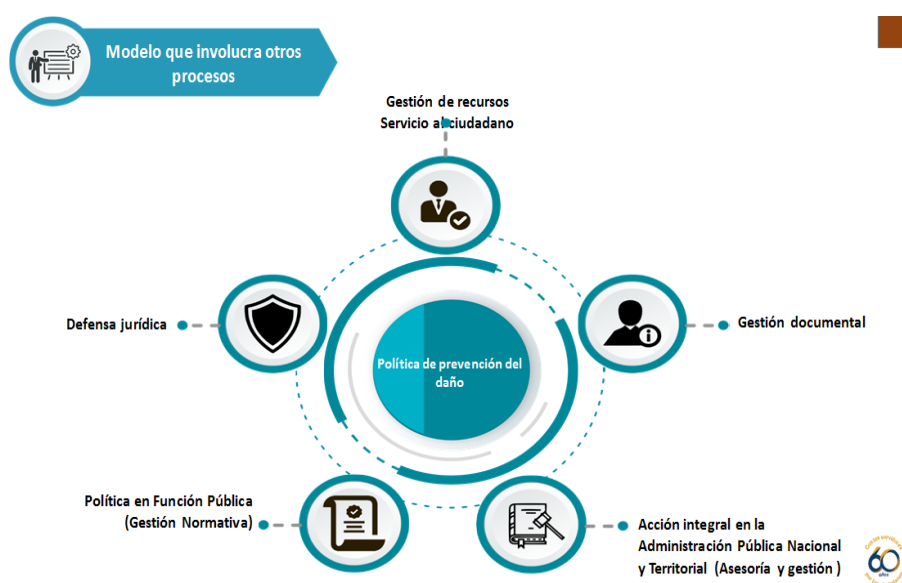 Modelo que involucra otros
procesos
Gestión de recursos
Servicio al ciudadano
Defensa jurídica
Gestión documental
Política de prevención del
daño
Política en Función Pública
(Gestión Normativa)
Acción integral en la
Administración Pública Nacional
y Territorial (Asesoría y gestión )
60
años